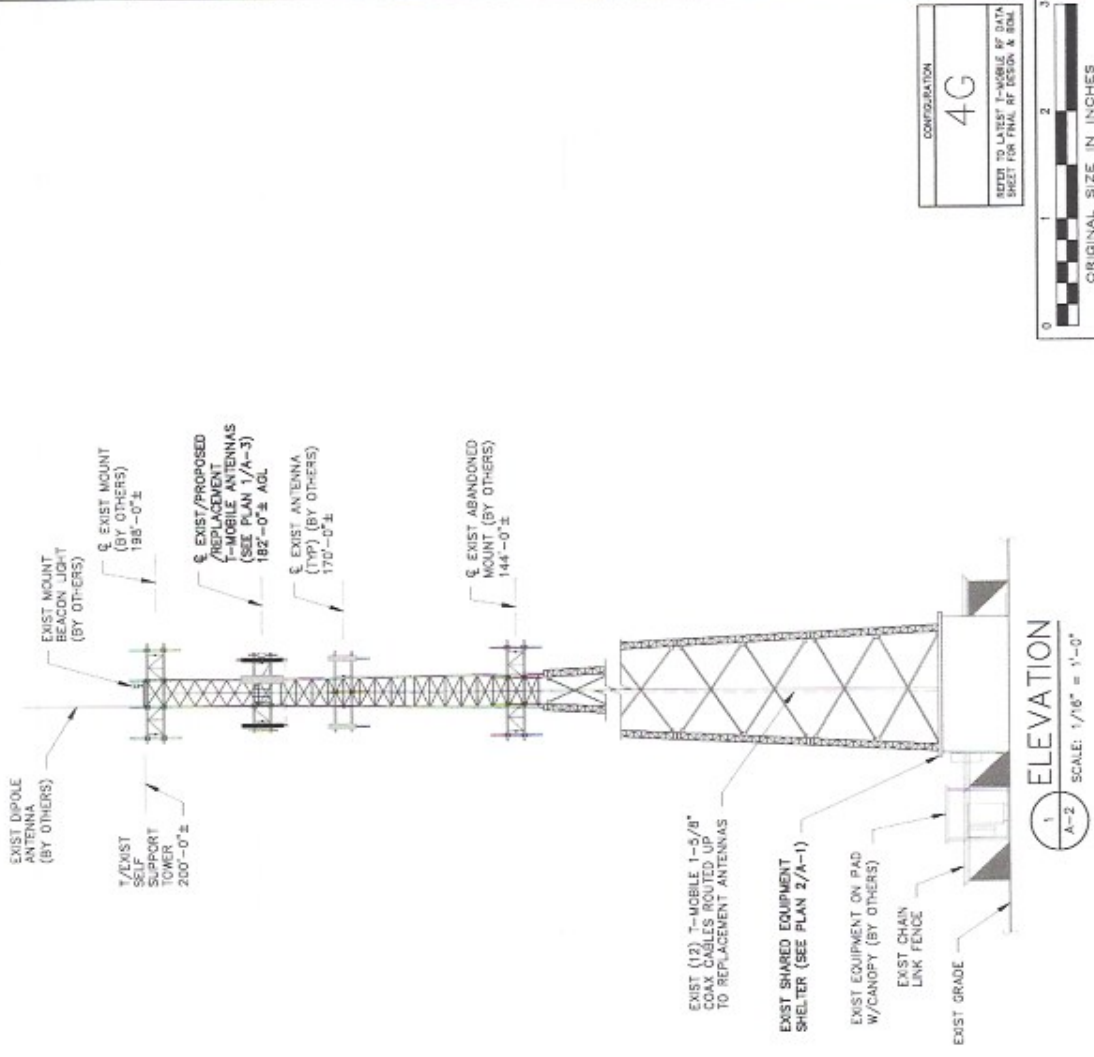 EXIST DIPOLE
ANTENNA
(BY OTHERS)
EXIST MOUNT
BEACON LIGHT
(BY OTHERS)
℄ EXIST MOUNT
(BY OTHERS)
198'-0"±
T/EXIST
SELF
SUPPORT
TOWER
200'-0"±
℄ EXIST/PROPOSED
/REPLACEMENT
T-MOBILE ANTENNAS
(SEE PLAN 1/A-3)
182'-0"± AGL
℄ EXIST ANTENNA
(TYP) (BY OTHERS)
170'-0"±
℄ EXIST ABANDONED
MOUNT (BY OTHERS)
144'-0"±
EXIST (12) T-MOBILE 1-5/8"
COAX CABLES ROUTED UP
TO REPLACEMENT ANTENNAS
EXIST SHARED EQUIPMENT
SHELTER (SEE PLAN 2/A-1)
EXIST EQUIPMENT ON PAD
W/CANOPY (BY OTHERS)
EXIST CHAIN
LINK FENCE
EXIST GRADE
1
A-2
ELEVATION
SCALE: 1/16" = 1'-0"
CONFIGURATION
4G
REFER TO LATEST T-MOBILE RF DATA
SHEET FOR FINAL RF DESIGN & BOM.
0 1 2 3
ORIGINAL SIZE IN INCHES